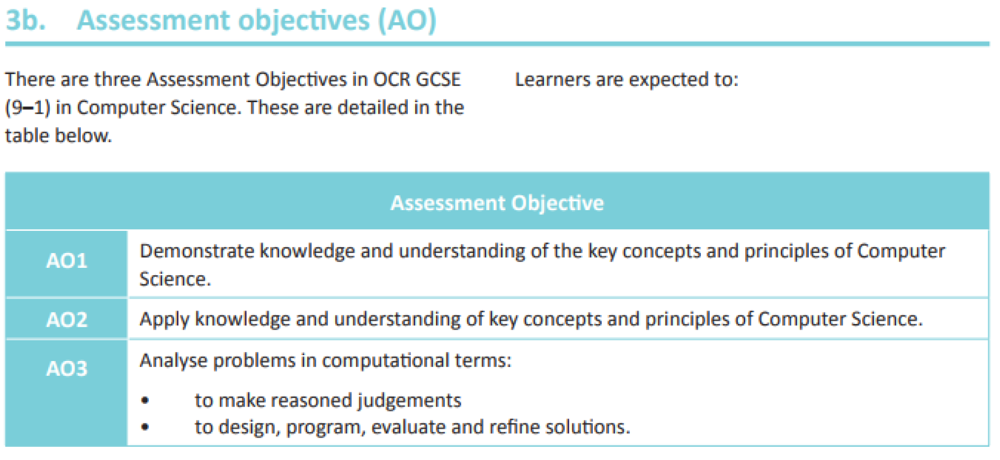 3b. Assessment objectives (AO)
There are three Assessment Objectives in OCR GCSE
(9–1) in Computer Science. These are detailed in the
table below.
Learners are expected to:
Assessment Objective
AO1
Demonstrate knowledge and understanding of the key concepts and principles of Computer
Science.
AO2
Apply knowledge and understanding of key concepts and principles of Computer Science.
AO3
Analyse problems in computational terms:
• to make reasoned judgements
• to design, program, evaluate and refine solutions.